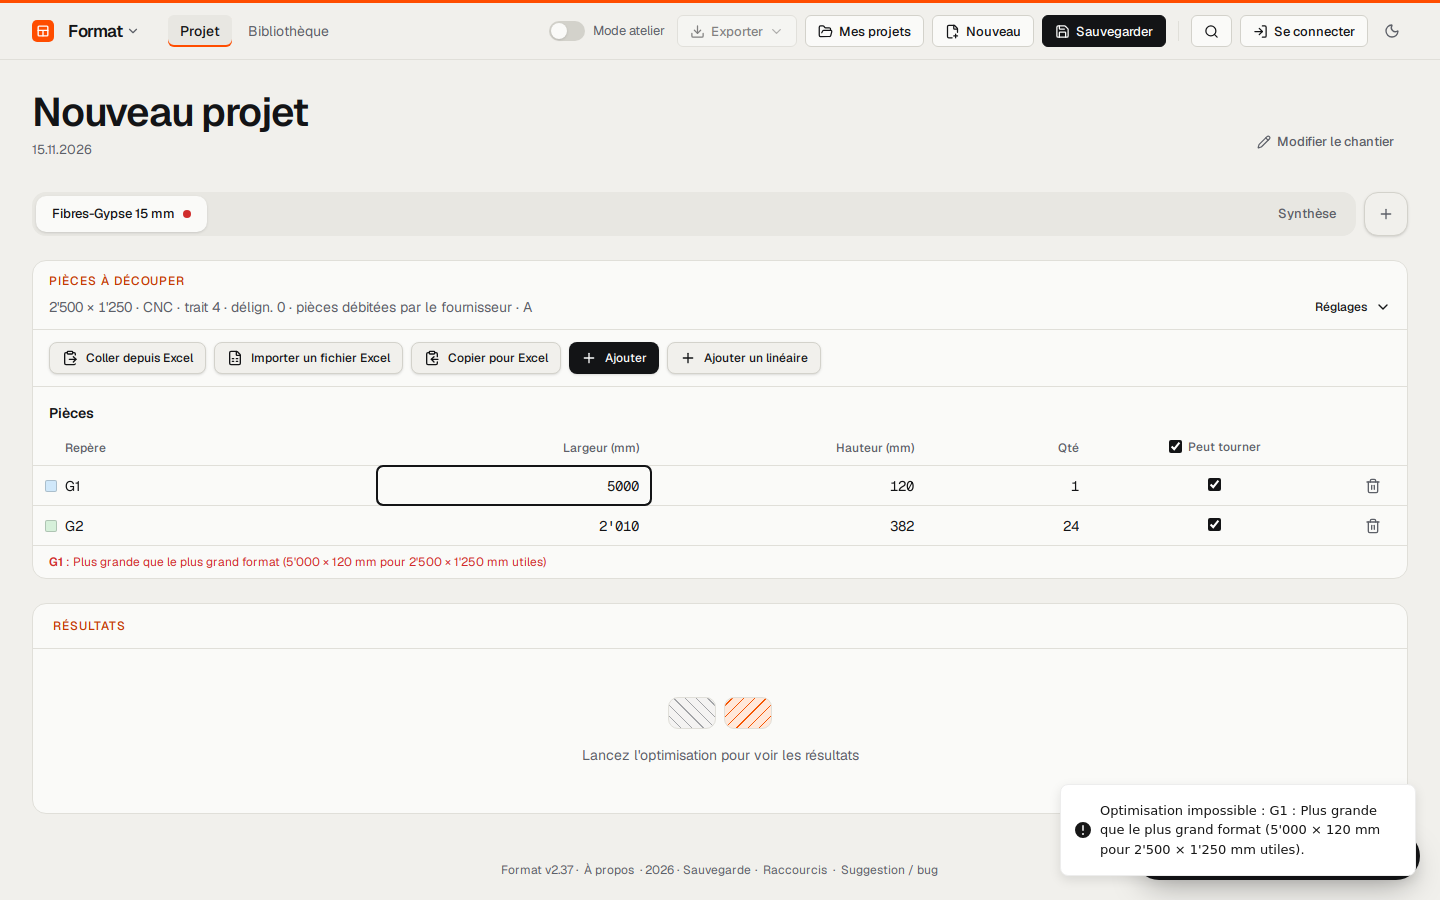 Format
Projet
Bibliothèque
Mode atelier
Exporter
Mes projets
Nouveau
Sauvegarder
Se connecter
Nouveau projet
15.11.2026
Modifier le chantier
Fibres-Gypse 15 mm
Synthèse
PIÈCES À DÉCOUPER
2'500 × 1'250 · CNC · trait 4 · délign. 0 · pièces débitées par le fournisseur · A
Réglages
Coller depuis Excel
Importer un fichier Excel
Copier pour Excel
Ajouter
Ajouter un linéaire
Pièces
Repère Largeur (mm) Hauteur (mm) Qté Peut tourner
G1 5000 120 1
G2 2'010 382 24
G1 : Plus grande que le plus grand format (5'000 × 120 mm pour 2'500 × 1'250 mm utiles)
RÉSULTATS
Lancez l'optimisation pour voir les résultats
Optimisation impossible : G1 : Plus grande
que le plus grand format (5'000 × 120 mm
pour 2'500 × 1'250 mm utiles).
Format v2.37 · À propos · 2026 · Sauvegarde · Raccourcis · Suggestion / bug